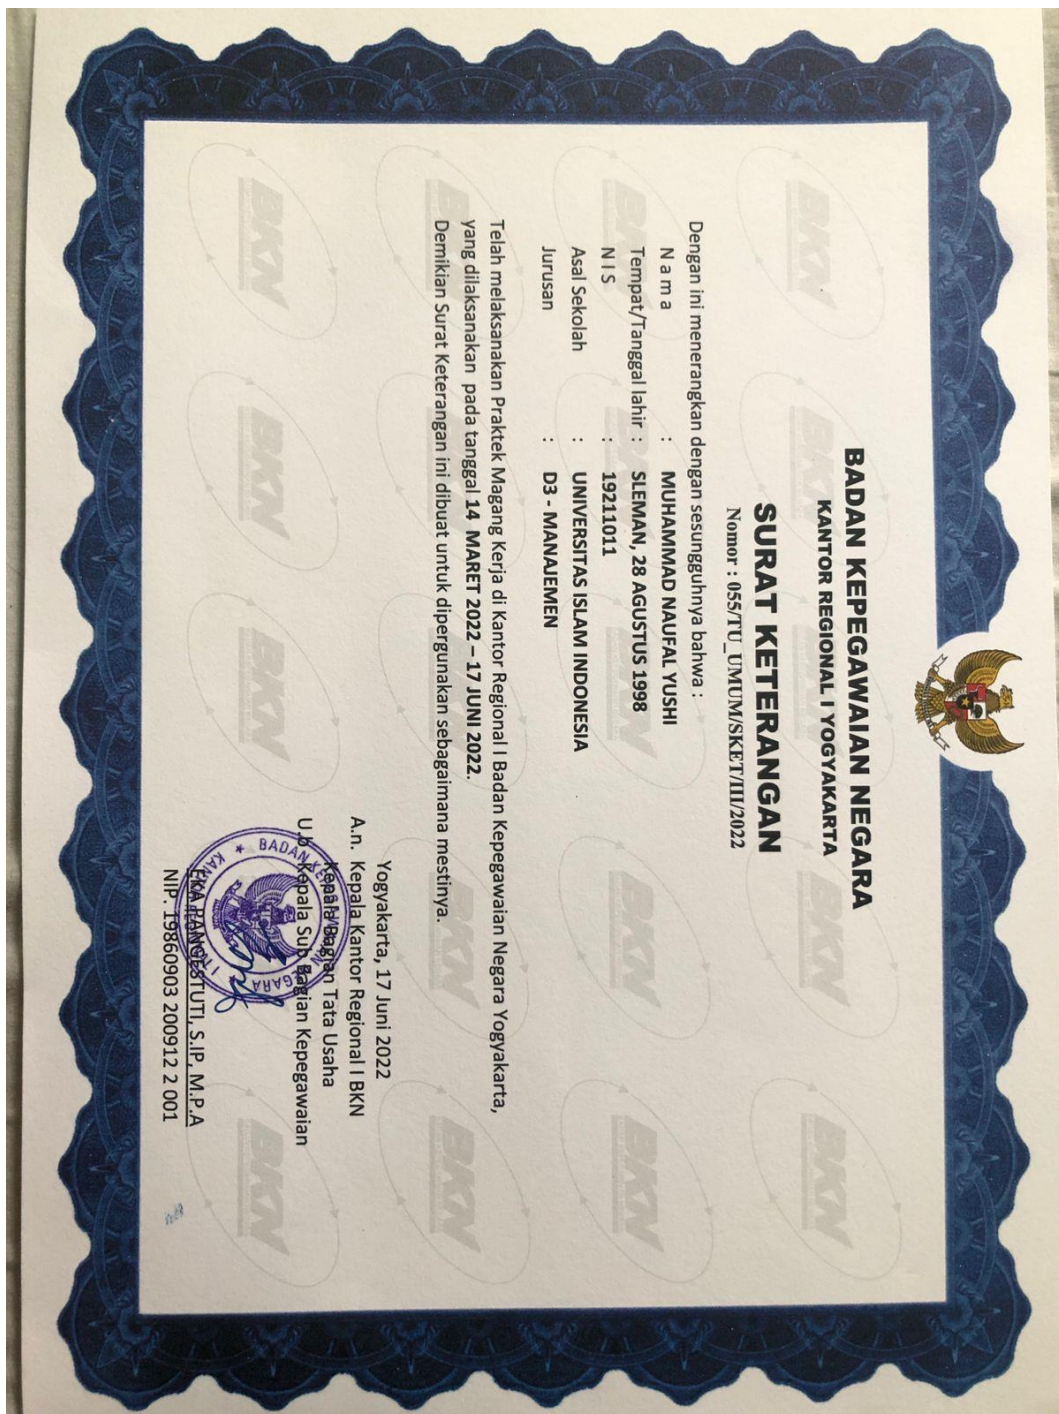 BADAN KEPEGAWAIAN NEGARA
KANTOR REGIONAL I YOGYAKARTA
SURAT KETERANGAN
Nomor : 055/TU_UMUM/SKET/III/2022
Dengan ini menerangkan dengan sesungguhnya bahwa :
N a m a : MUHAMMAD NAUFAL YUSHI
Tempat/Tanggal lahir : SLEMAN, 28 AGUSTUS 1998
N I S : 19211011
Asal Sekolah : UNIVERSITAS ISLAM INDONESIA
Jurusan : D3 - MANAJEMEN
Telah melaksanakan Praktek Magang Kerja di Kantor Regional I Badan Kepegawaian Negara Yogyakarta,
yang dilaksanakan pada tanggal 14 MARET 2022 – 17 JUNI 2022.
Demikian Surat Keterangan ini dibuat untuk dipergunakan sebagaimana mestinya.
Yogyakarta, 17 Juni 2022
A.n. Kepala Kantor Regional I BKN
Kepala Bagian Tata Usaha
U.b Kepala Sub Bagian Kepegawaian
EKA PANGESTUTI, S.IP, M.P.A
NIP. 19860903 200912 2 001